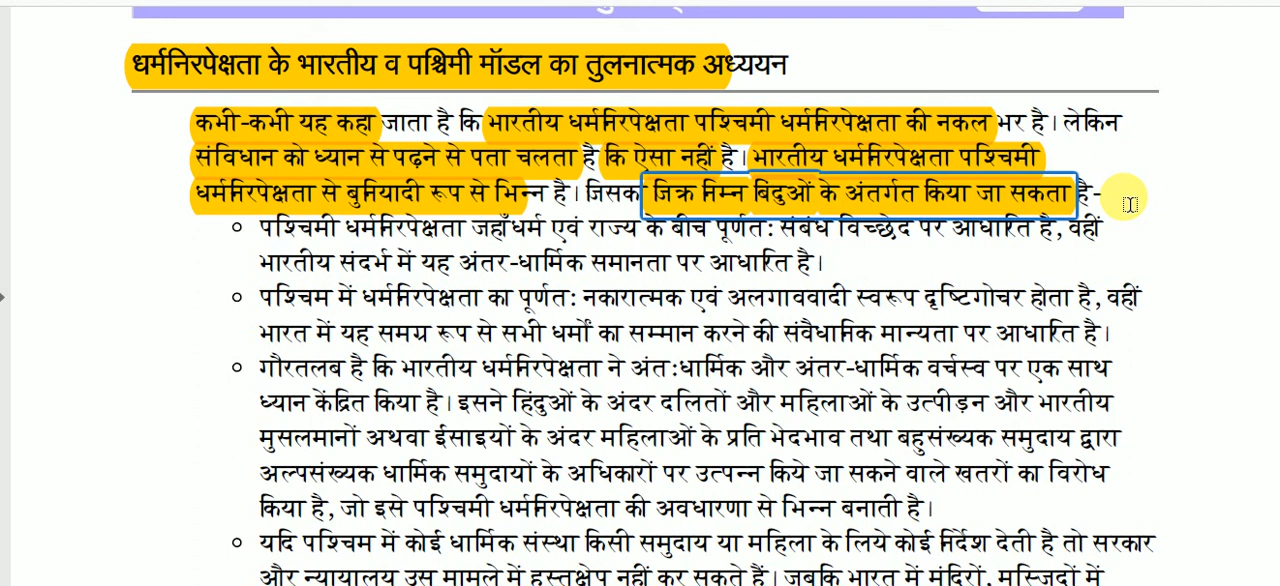 धर्मनिरपेक्षता के भारतीय व पश्चिमी मॉडल का तुलनात्मक अध्ययन
कभी-कभी यह कहा जाता है कि भारतीय धर्मनिरपेक्षता पश्चिमी धर्मनिरपेक्षता की नकल भर है। लेकिन
संविधान को ध्यान से पढ़ने से पता चलता है कि ऐसा नहीं है। भारतीय धर्मनिरपेक्षता पश्चिमी
धर्मनिरपेक्षता से बुनियादी रूप से भिन्न है। जिसका जिक्र निम्न बिंदुओं के अंतर्गत किया जा सकता है-
○ पश्चिमी धर्मनिरपेक्षता जहाँ धर्म एवं राज्य के बीच पूर्णत: संबंध विच्छेद पर आधारित है, वहीं
भारतीय संदर्भ में यह अंतर-धार्मिक समानता पर आधारित है।
○ पश्चिम में धर्मनिरपेक्षता का पूर्णत: नकारात्मक एवं अलगाववादी स्वरूप दृष्टिगोचर होता है, वहीं
भारत में यह समग्र रूप से सभी धर्मों का सम्मान करने की संवैधानिक मान्यता पर आधारित है।
○ गौरतलब है कि भारतीय धर्मनिरपेक्षता ने अंत:धार्मिक और अंतर-धार्मिक वर्चस्व पर एक साथ
ध्यान केंद्रित किया है। इसने हिंदुओं के अंदर दलितों और महिलाओं के उत्पीड़न और भारतीय
मुसलमानों अथवा ईसाइयों के अंदर महिलाओं के प्रति भेदभाव तथा बहुसंख्यक समुदाय द्वारा
अल्पसंख्यक धार्मिक समुदायों के अधिकारों पर उत्पन्न किये जा सकने वाले खतरों का विरोध
किया है, जो इसे पश्चिमी धर्मनिरपेक्षता की अवधारणा से भिन्न बनाती है।
○ यदि पश्चिम में कोई धार्मिक संस्था किसी समुदाय या महिला के लिये कोई निर्देश देती है तो सरकार
और न्यायालय उस मामले में हस्तक्षेप नहीं कर सकते हैं। जबकि भारत में मंदिरों, मस्जिदों में